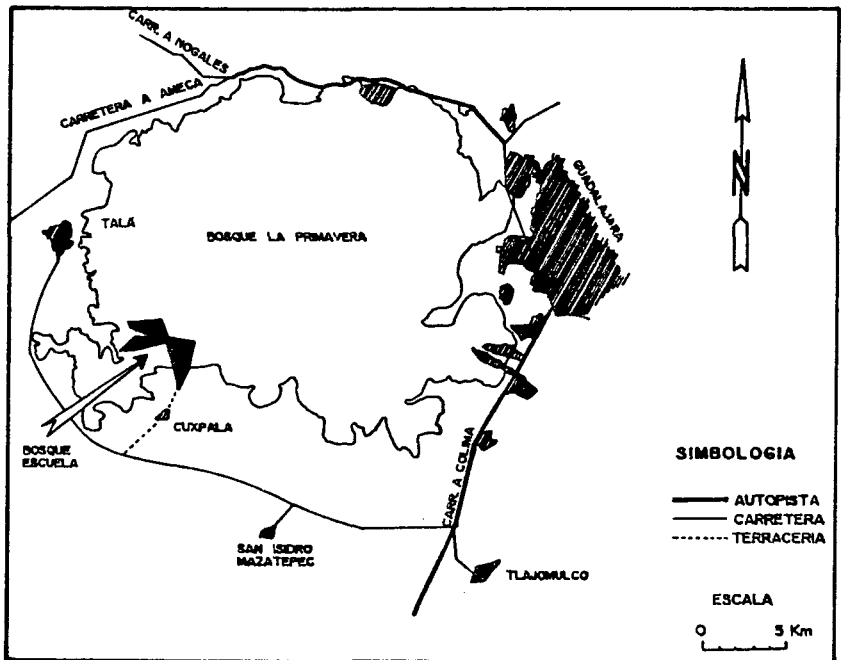 CARR. A NOGALES
CARRETERA A AMECA
GUADALAJARA
N
TALA
BOSQUE LA PRIMAVERA
CUXPALA
BOSQUE
ESCUELA
CARR. A COLIMA
SAN ISIDRO
MAZATEPEC
TLAJOMULCO
SIMBOLOGIA
AUTOPISTA
CARRETERA
TERRACERIA
ESCALA
0 5 Km